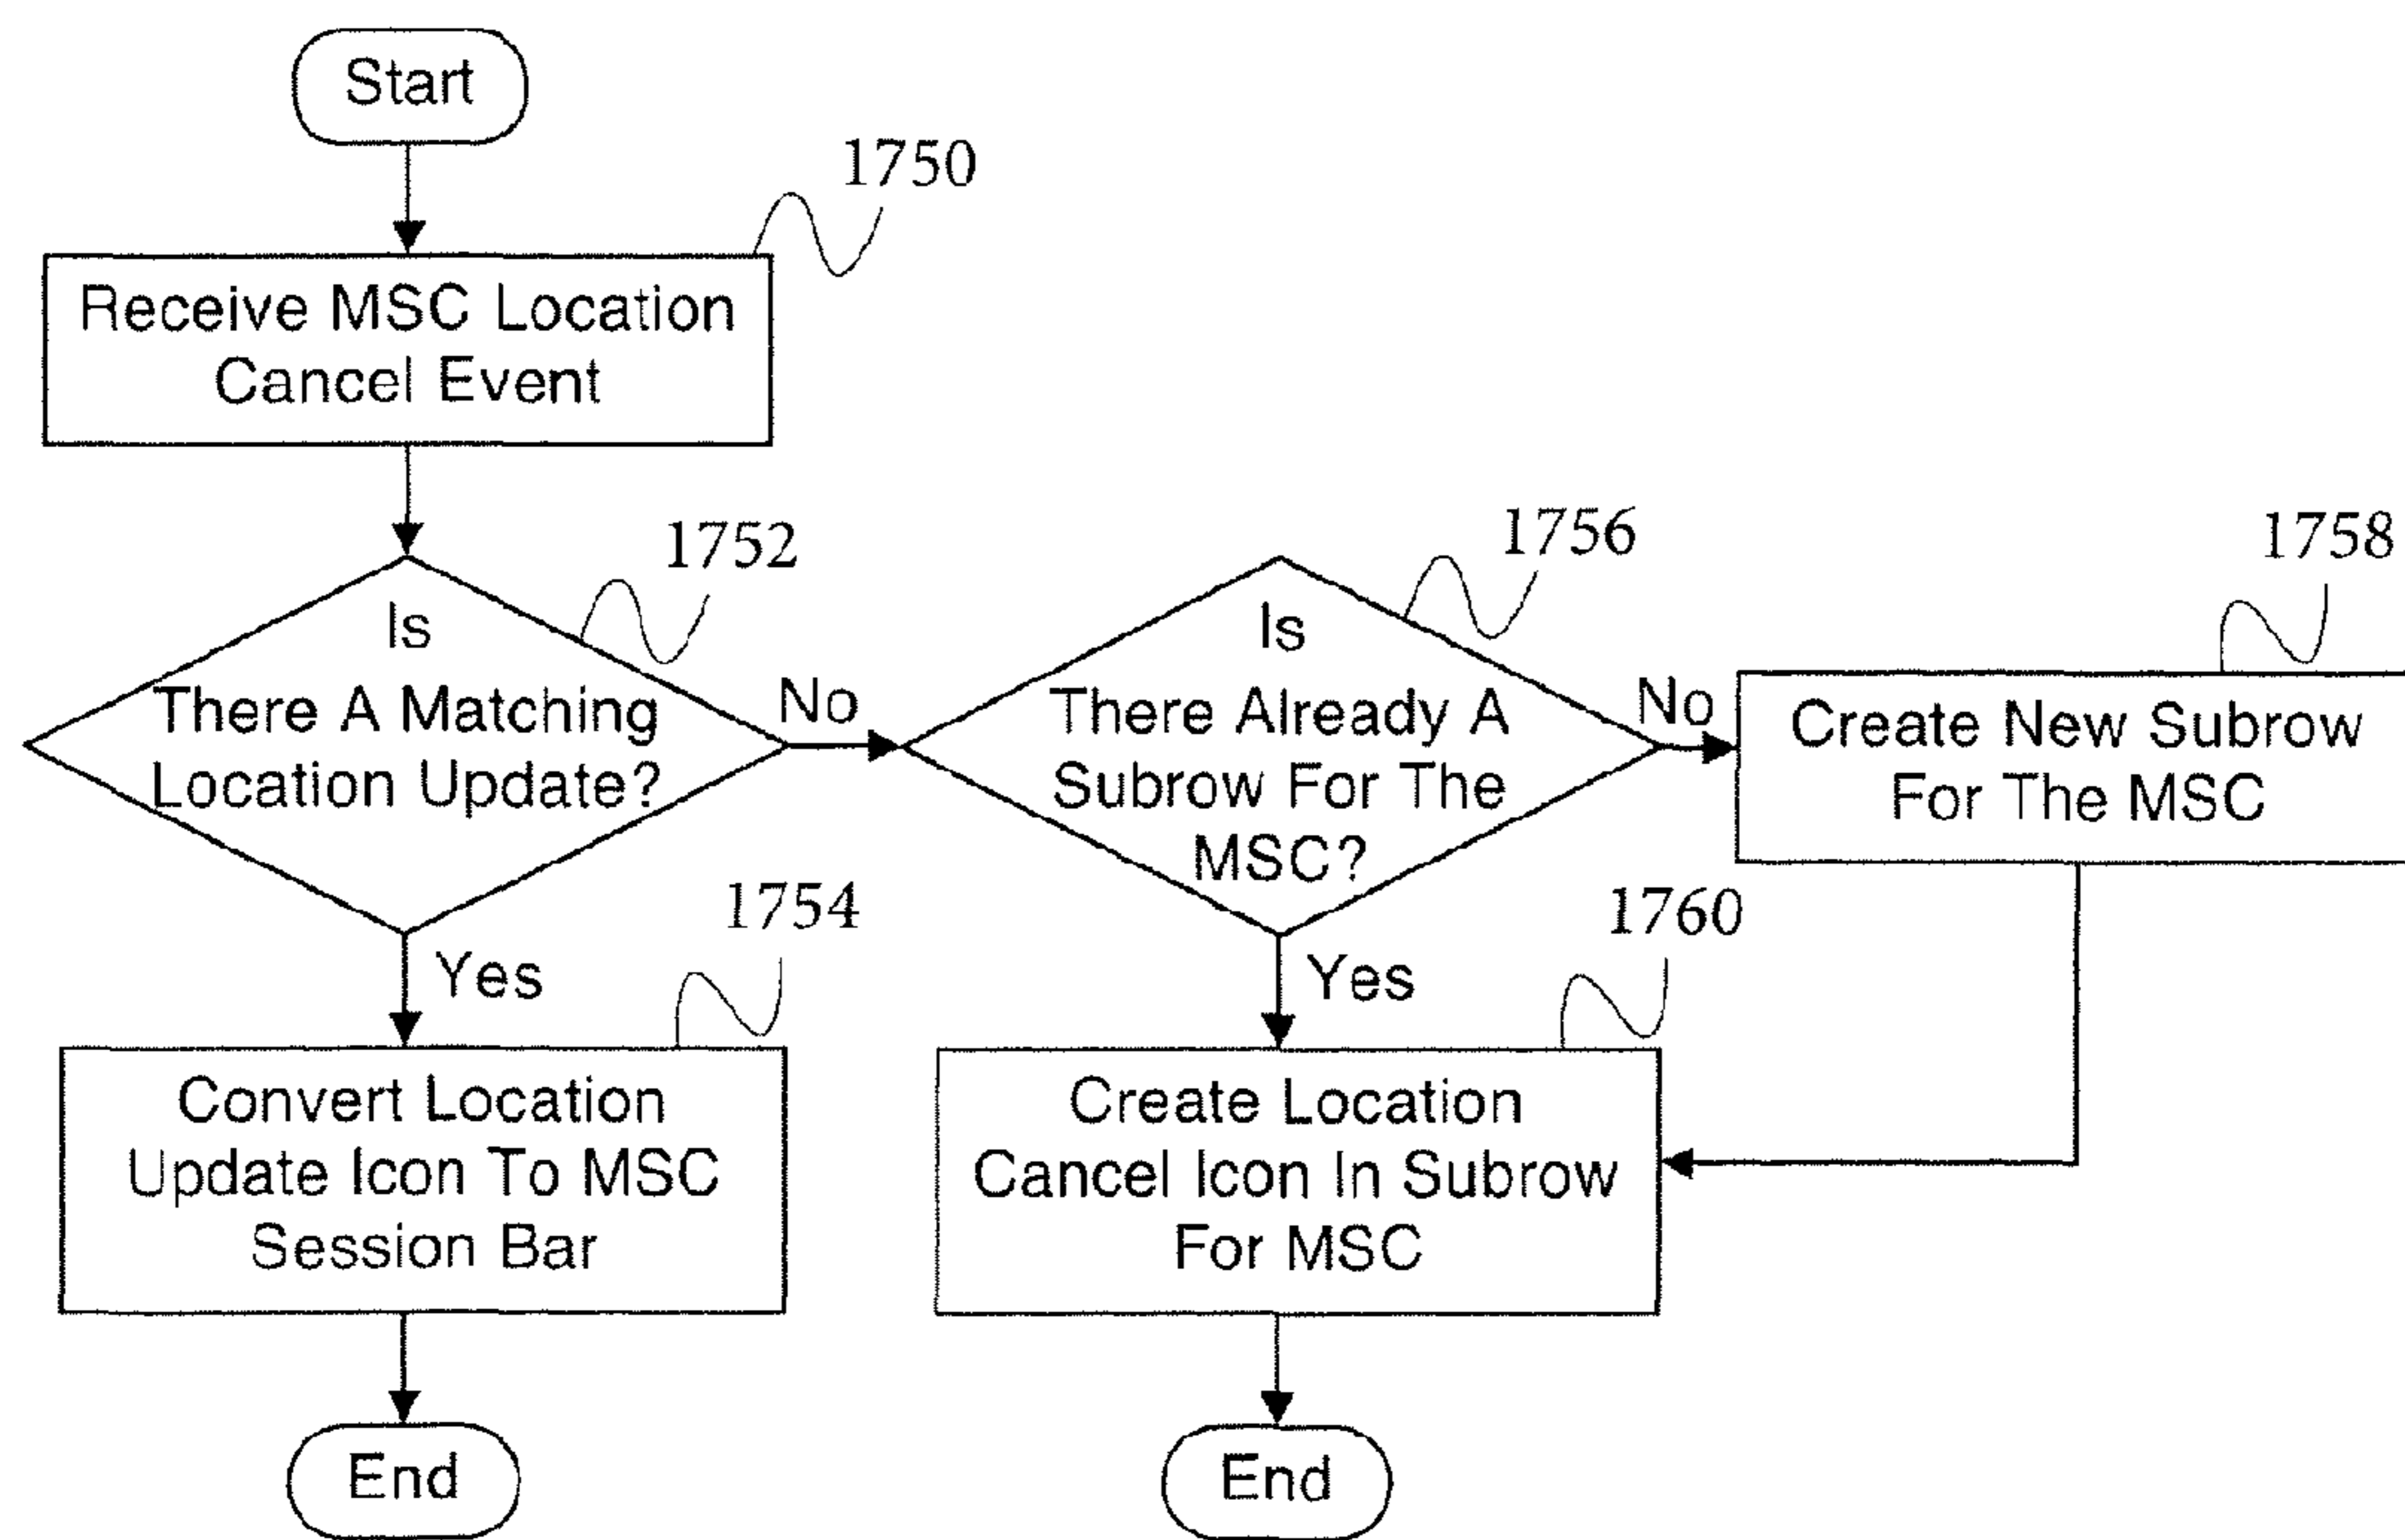 Start
1750
Receive MSC Location
Cancel Event
1752
Is
There A Matching
Location Update?
No
1756
Is
There Already A
Subrow For The
MSC?
No
1758
Create New Subrow
For The MSC
Yes
1754
Convert Location
Update Icon To MSC
Session Bar
Yes
1760
Create Location
Cancel Icon In Subrow
For MSC
End
End